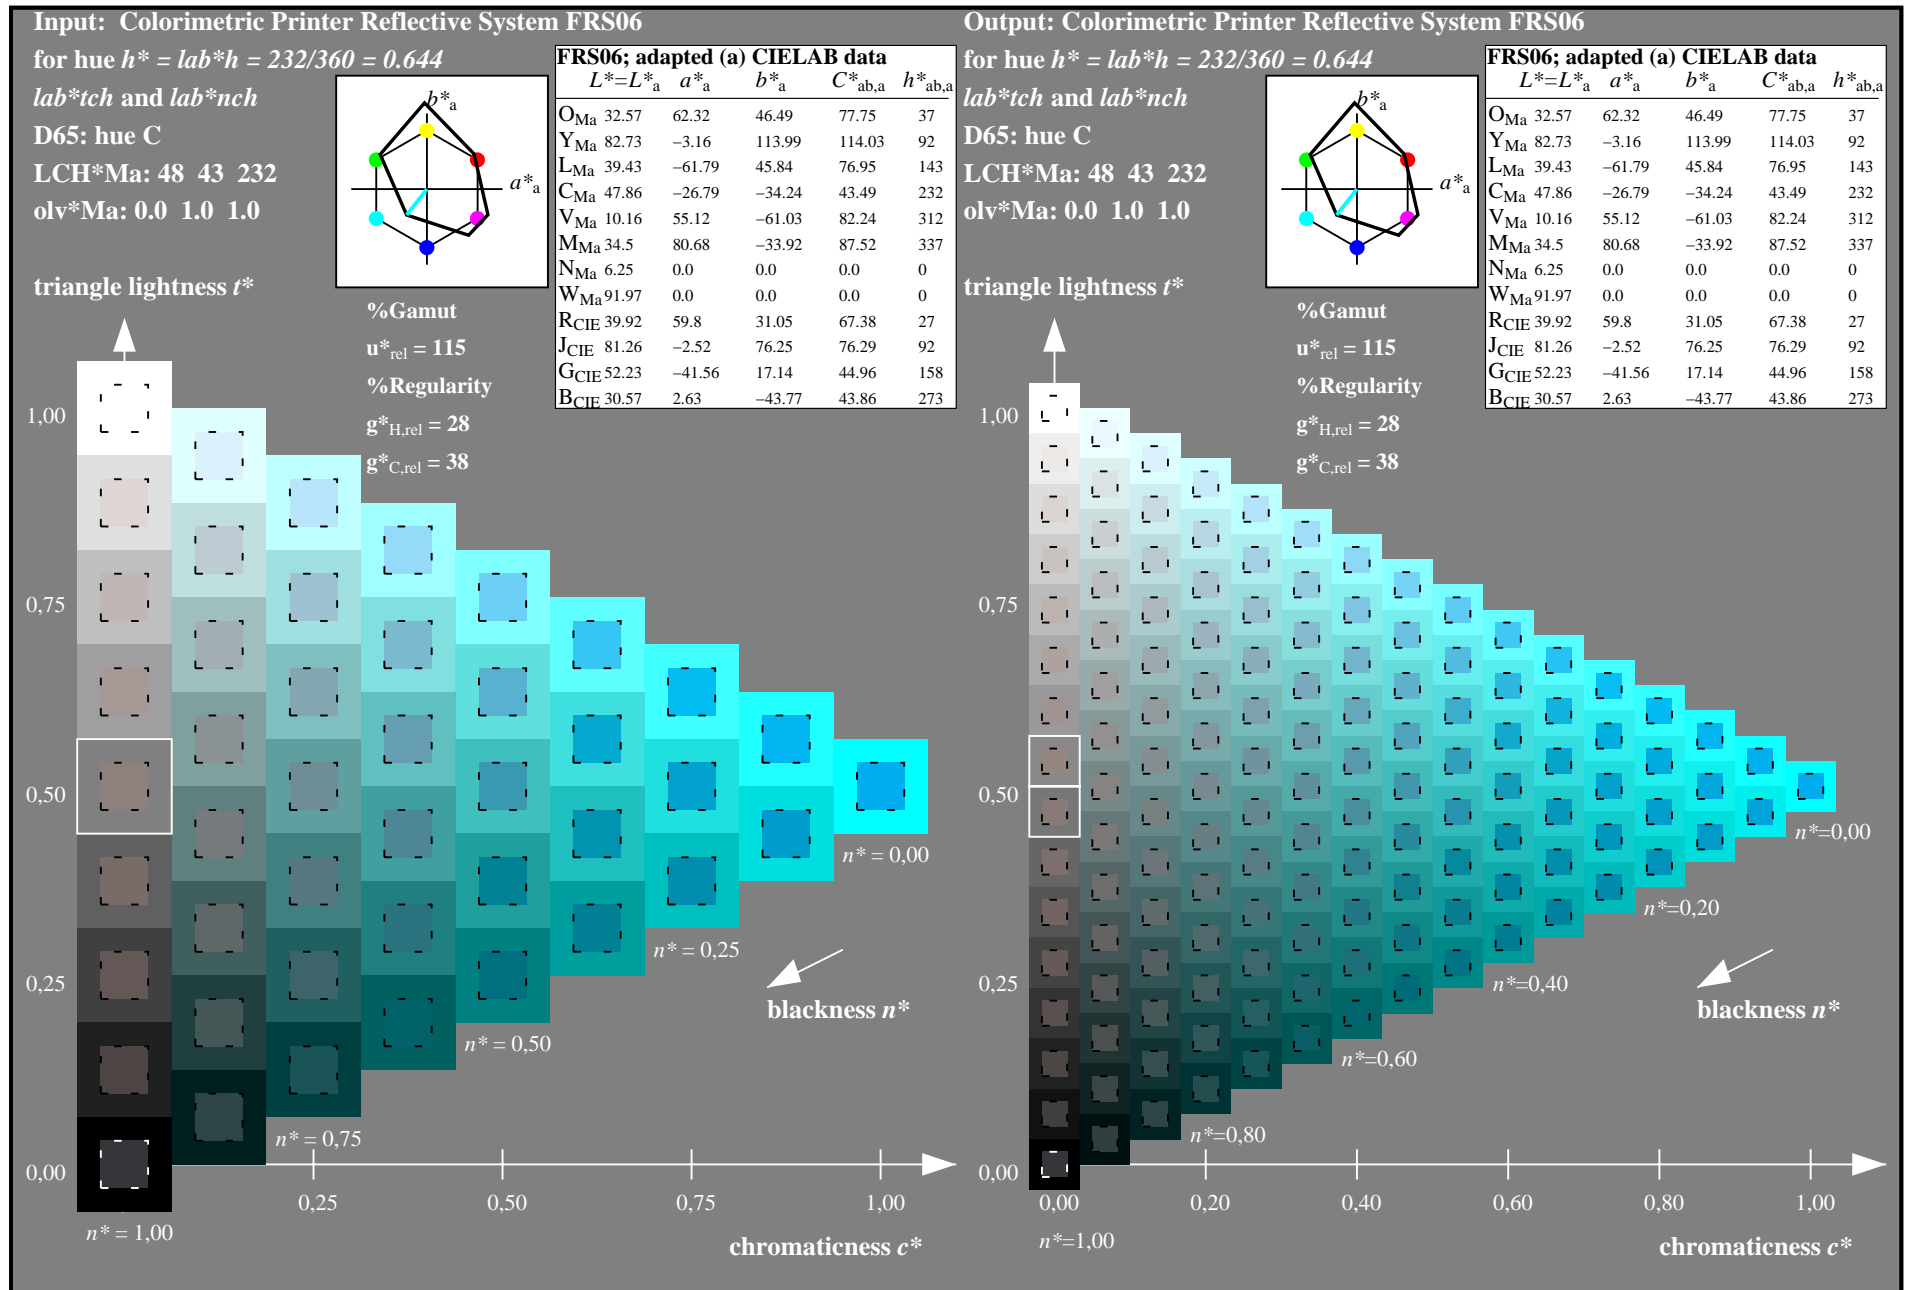 Input: Colorimetric Printer Reflective System FRS06
for hue h* = lab*h = 232/360 = 0.644
lab*tch and lab*nch
D65: hue C
LCH*Ma: 48 43 232
olv*Ma: 0.0 1.0 1.0
triangle lightness t*
b*a
a*a
FRS06; adapted (a) CIELAB data
L*=L*a a*a b*a C*ab,a h*ab,a
OMa 32.57 62.32 46.49 77.75 37
YMa 82.73 −3.16 113.99 114.03 92
LMa 39.43 −61.79 45.84 76.95 143
CMa 47.86 −26.79 −34.24 43.49 232
VMa 10.16 55.12 −61.03 82.24 312
MMa 34.5 80.68 −33.92 87.52 337
NMa 6.25 0.0 0.0 0.0 0
WMa 91.97 0.0 0.0 0.0 0
RCIE 39.92 59.8 31.05 67.38 27
JCIE 81.26 −2.52 76.25 76.29 92
GCIE 52.23 −41.56 17.14 44.96 158
BCIE 30.57 2.63 −43.77 43.86 273
%Gamut
u*rel = 115
%Regularity
g*H,rel = 28
g*C,rel = 38
1,00
0,75
0,50
0,25
0,00
n* = 0,00
n* = 0,25
n* = 0,50
n* = 0,75
n* = 1,00
blackness n*
0,25 0,50 0,75 1,00
chromaticness c*
Output: Colorimetric Printer Reflective System FRS06
for hue h* = lab*h = 232/360 = 0.644
lab*tch and lab*nch
D65: hue C
LCH*Ma: 48 43 232
olv*Ma: 0.0 1.0 1.0
triangle lightness t*
b*a
a*a
FRS06; adapted (a) CIELAB data
L*=L*a a*a b*a C*ab,a h*ab,a
OMa 32.57 62.32 46.49 77.75 37
YMa 82.73 −3.16 113.99 114.03 92
LMa 39.43 −61.79 45.84 76.95 143
CMa 47.86 −26.79 −34.24 43.49 232
VMa 10.16 55.12 −61.03 82.24 312
MMa 34.5 80.68 −33.92 87.52 337
NMa 6.25 0.0 0.0 0.0 0
WMa 91.97 0.0 0.0 0.0 0
RCIE 39.92 59.8 31.05 67.38 27
JCIE 81.26 −2.52 76.25 76.29 92
GCIE 52.23 −41.56 17.14 44.96 158
BCIE 30.57 2.63 −43.77 43.86 273
%Gamut
u*rel = 115
%Regularity
g*H,rel = 28
g*C,rel = 38
1,00
0,75
0,50
0,25
0,00
n*=0,00
n*=0,20
n*=0,40
n*=0,60
n*=0,80
n*=1,00
blackness n*
0,00 0,20 0,40 0,60 0,80 1,00
chromaticness c*